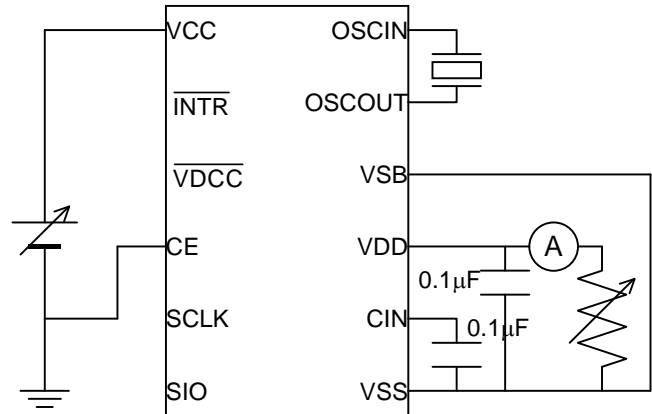 VCC OSCIN
INTR OSCOUT
VDCC VSB
CE VDD A
0.1μF
SCLK CIN 0.1μF
SIO VSS